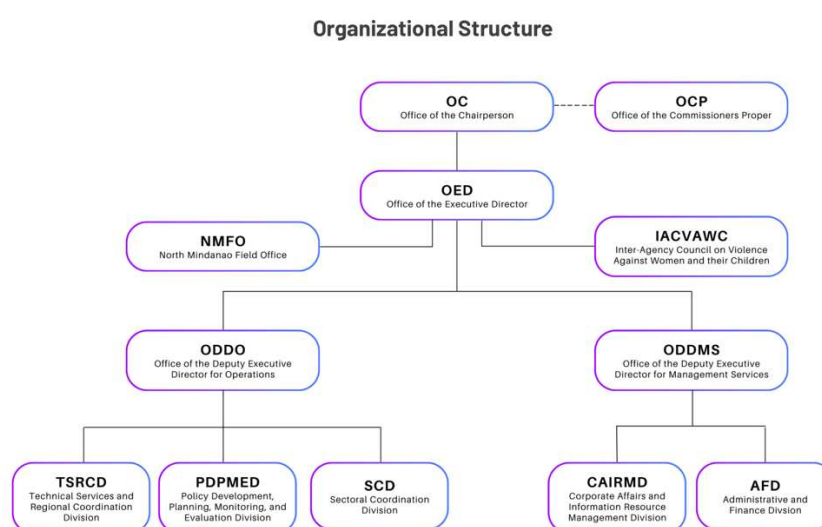 Organizational Structure
OC
Office of the Chairperson
OCP
Office of the Commissioners Proper
OED
Office of the Executive Director
NMFO
North Mindanao Field Office
IACVAWC
Inter-Agency Council on Violence
Against Women and their Children
ODDO
Office of the Deputy Executive
Director for Operations
ODDMS
Office of the Deputy Executive
Director for Management Services
TSRCD
Technical Services and
Regional Coordination
Division
PDPMED
Policy Development,
Planning, Monitoring, and
Evaluation Division
SCD
Sectoral Coordination
Division
CAIRMD
Corporate Affairs and
Information Resource
Management Division
AFD
Administrative and
Finance Division